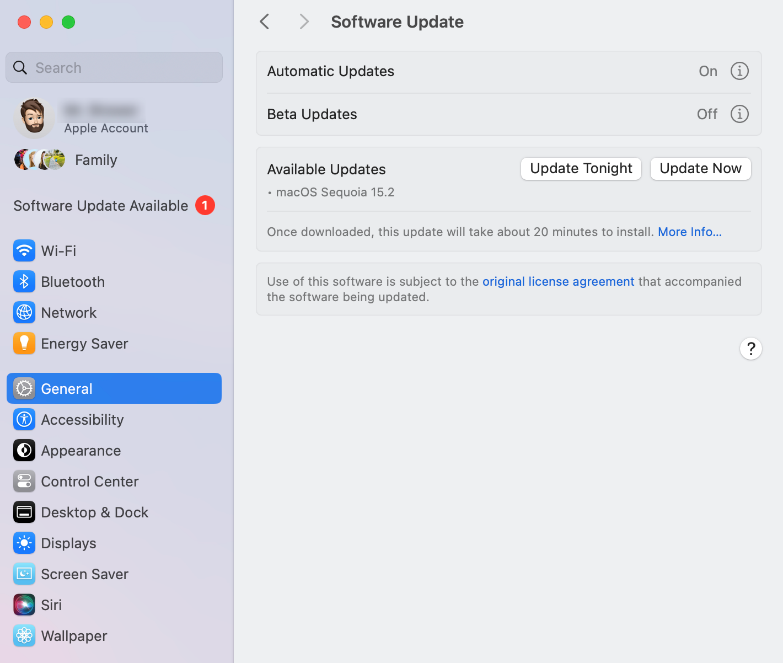 Software Update
Search
Apple Account
Family
Software Update Available 1
Wi-Fi
Bluetooth
Network
Energy Saver
General
Accessibility
Appearance
Control Center
Desktop & Dock
Displays
Screen Saver
Siri
Wallpaper
Automatic Updates On
Beta Updates Off
Available Updates Update Tonight Update Now
• macOS Sequoia 15.2
Once downloaded, this update will take about 20 minutes to install. More Info...
Use of this software is subject to the original license agreement that accompanied
the software being updated.
?